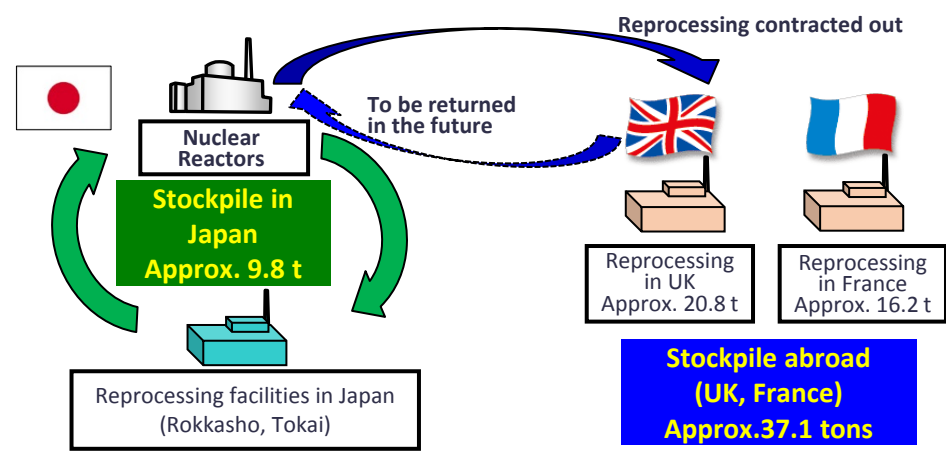 Reprocessing contracted out
To be returned
in the future
Nuclear
Reactors
Stockpile in
Japan
Approx. 9.8 t
Reprocessing
in UK
Approx. 20.8 t
Reprocessing
in France
Approx. 16.2 t
Reprocessing facilities in Japan
(Rokkasho, Tokai)
Stockpile abroad
(UK, France)
Approx.37.1 tons